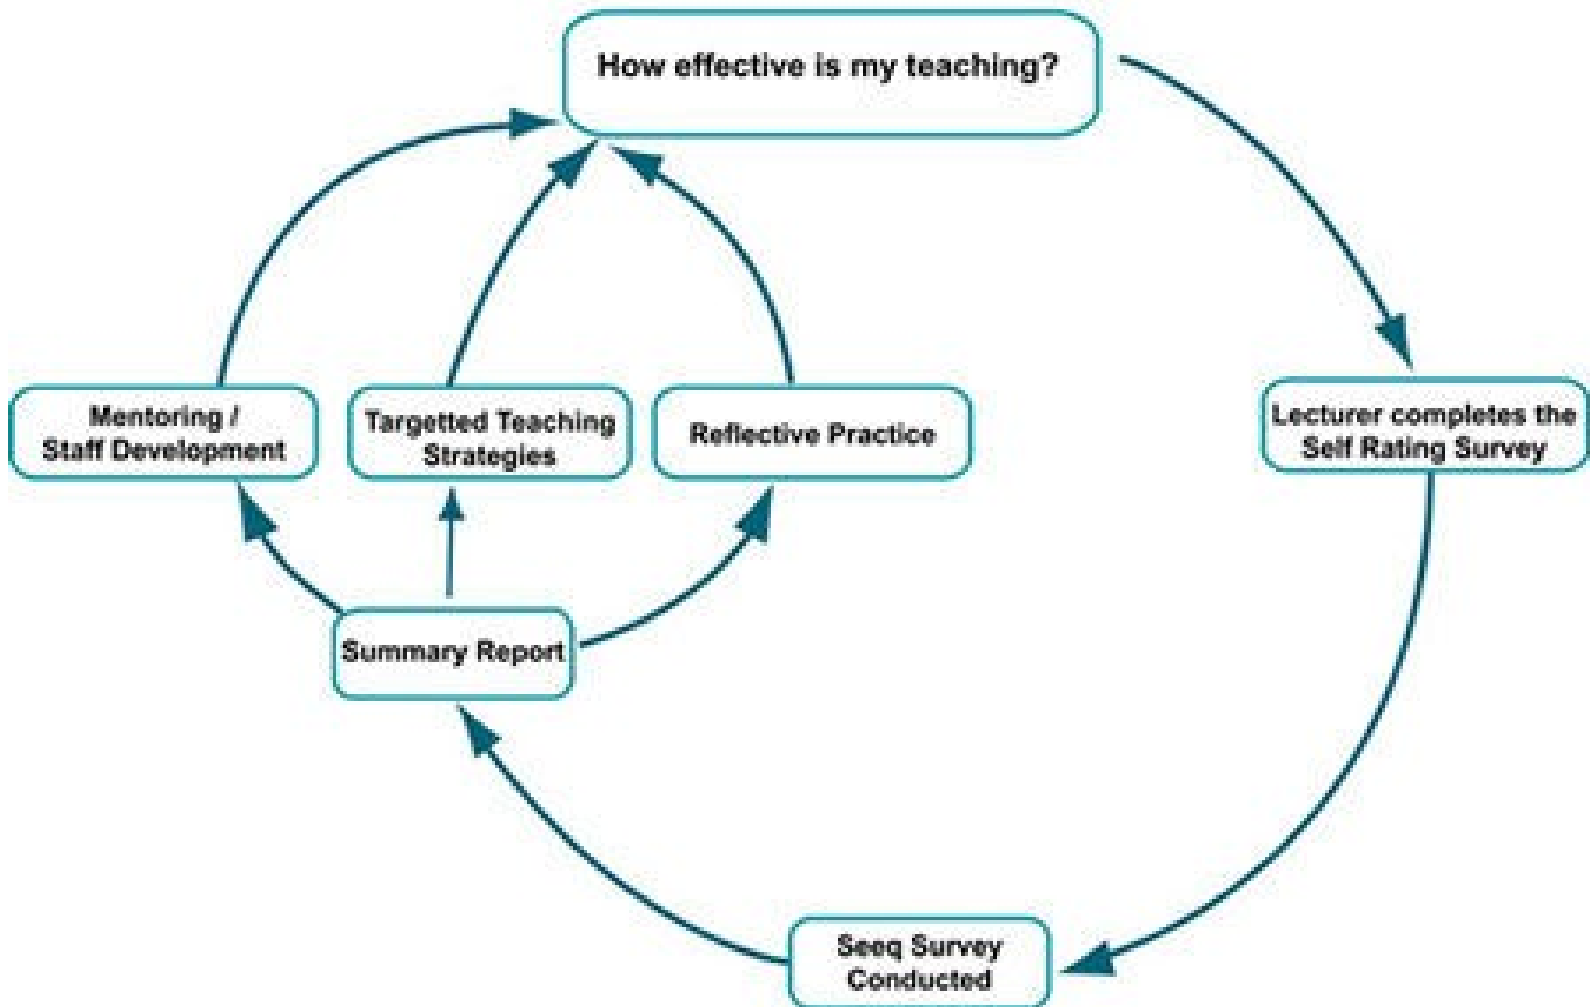 How effective is my teaching?
Mentoring /
Staff Development
Targetted Teaching
Strategies
Reflective Practice
Lecturer completes the
Self Rating Survey
Summary Report
Seeq Survey
Conducted